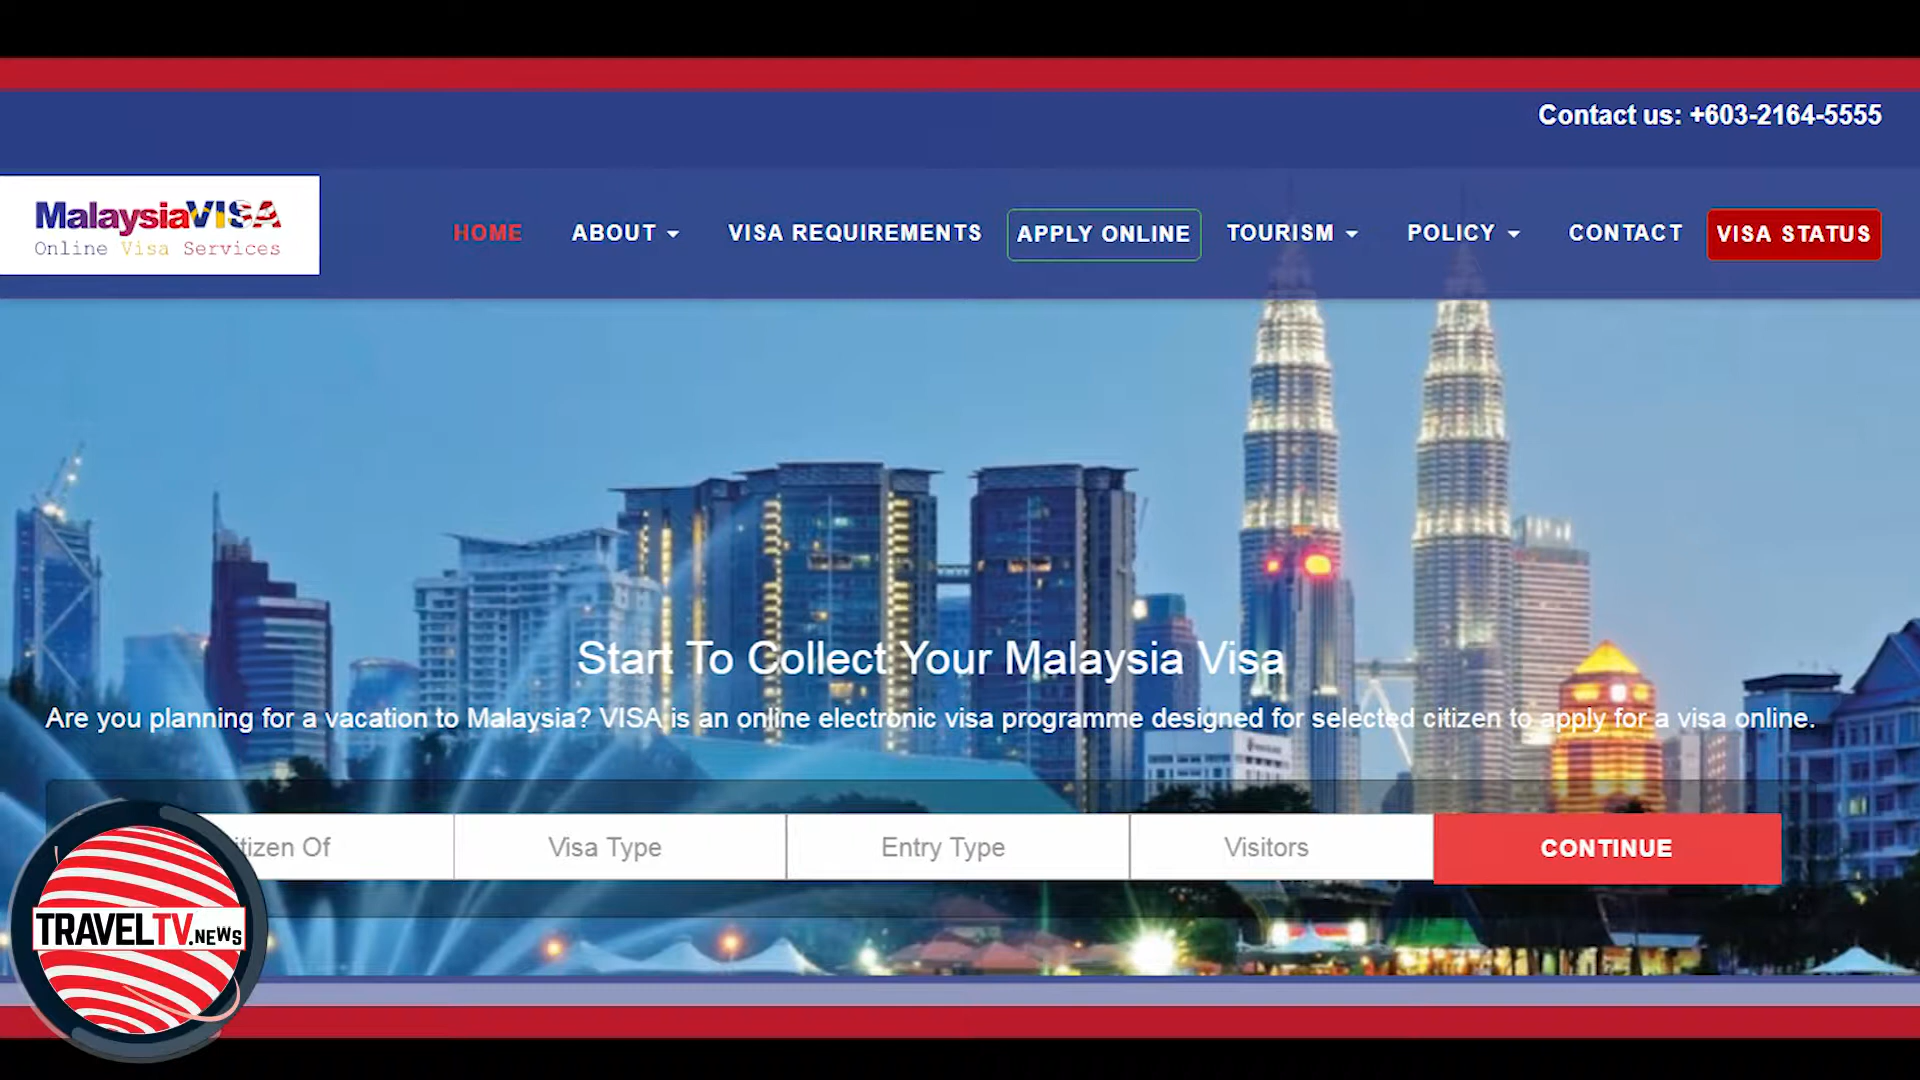 Contact us: +603-2164-5555
MalaysiaVISA
Online Visa Services
HOME ABOUT VISA REQUIREMENTS APPLY ONLINE TOURISM POLICY CONTACT VISA STATUS
Start To Collect Your Malaysia Visa
Are you planning for a vacation to Malaysia? VISA is an online electronic visa programme designed for selected citizen to apply for a visa online.
itizen Of Visa Type Entry Type Visitors CONTINUE
TRAVELTV.NEWS